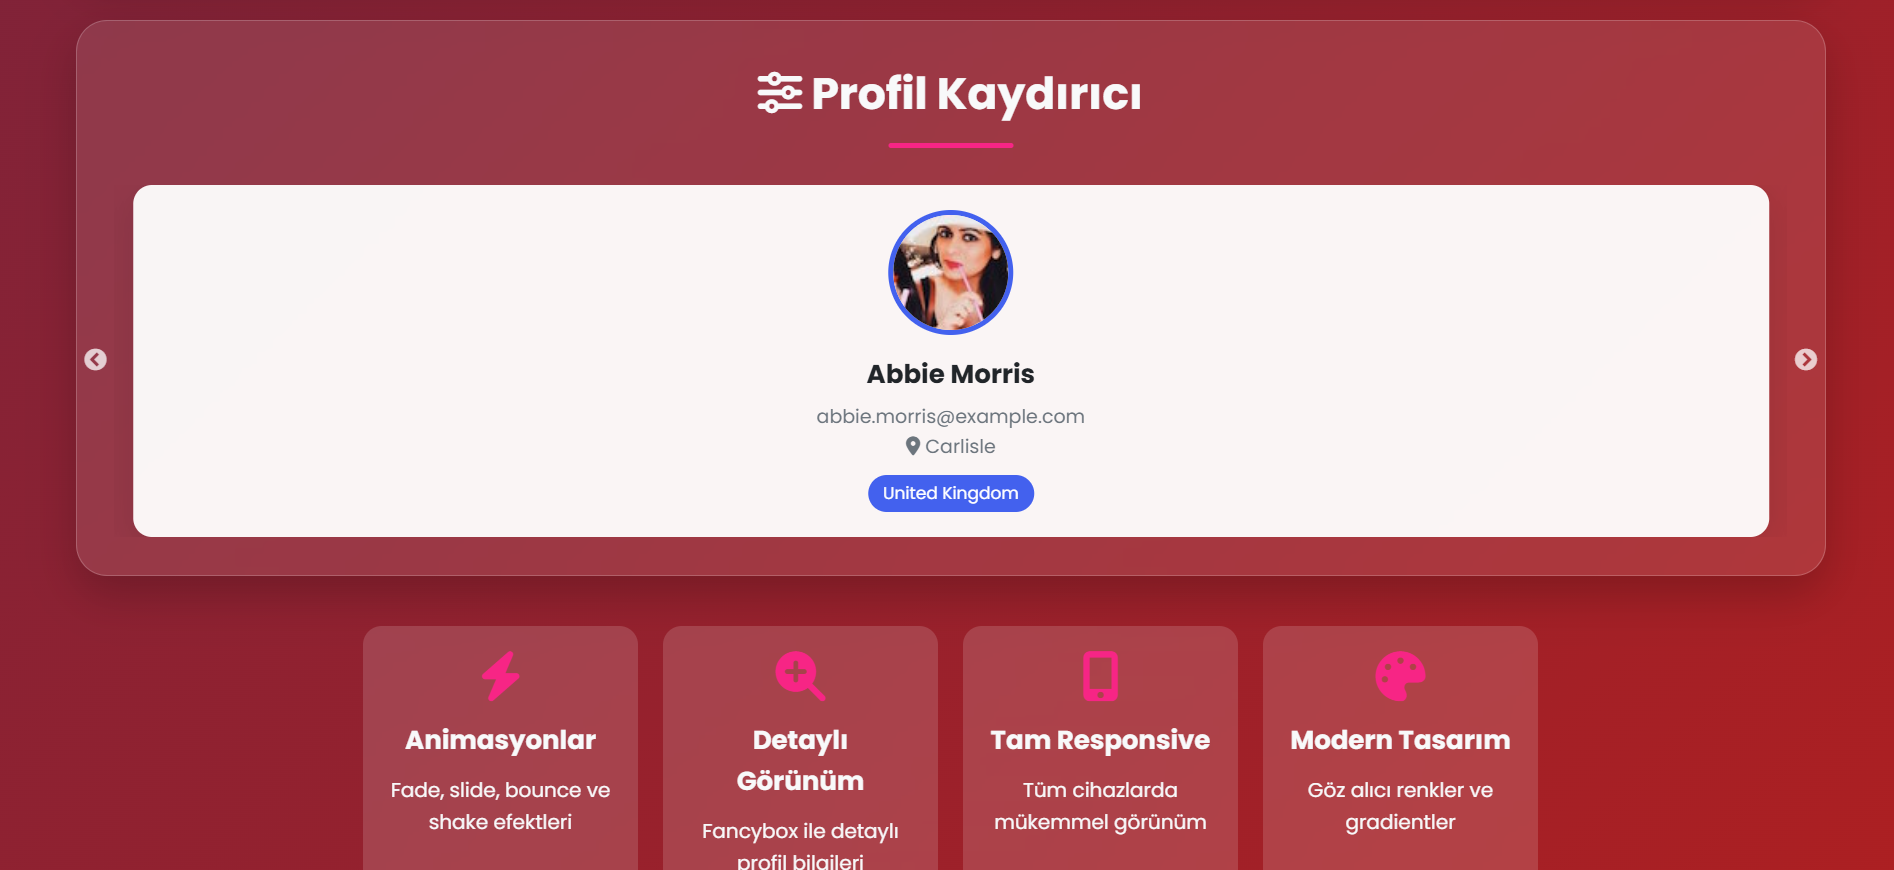 Profil Kaydırıcı
Abbie Morris
abbie.morris@example.com
Carlisle
United Kingdom
Animasyonlar
Fade, slide, bounce ve
shake efektleri
Detaylı
Görünüm
Fancybox ile detaylı
profil bilgileri
Tam Responsive
Tüm cihazlarda
mükemmel görünüm
Modern Tasarım
Göz alıcı renkler ve
gradientler